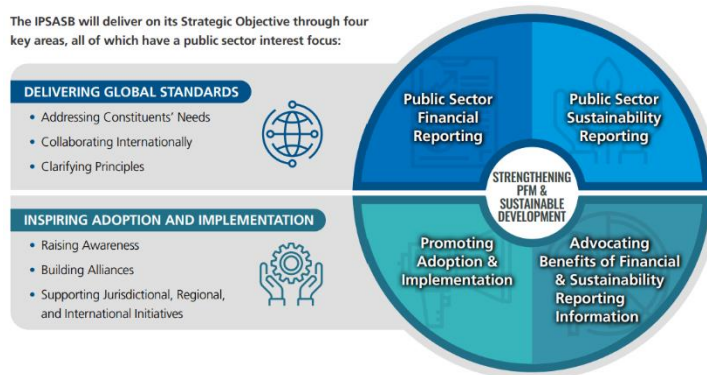 The IPSASB will deliver on its Strategic Objective through four
key areas, all of which have a public sector interest focus:
DELIVERING GLOBAL STANDARDS
• Addressing Constituents’ Needs
• Collaborating Internationally
• Clarifying Principles
INSPIRING ADOPTION AND IMPLEMENTATION
• Raising Awareness
• Building Alliances
• Supporting Jurisdictional, Regional,
and International Initiatives
Public Sector
Financial
Reporting
Public Sector
Sustainability
Reporting
STRENGTHENING
PFM &
SUSTAINABLE
DEVELOPMENT
Promoting
Adoption &
Implementation
Advocating
Benefits of Financial
& Sustainability
Reporting
Information